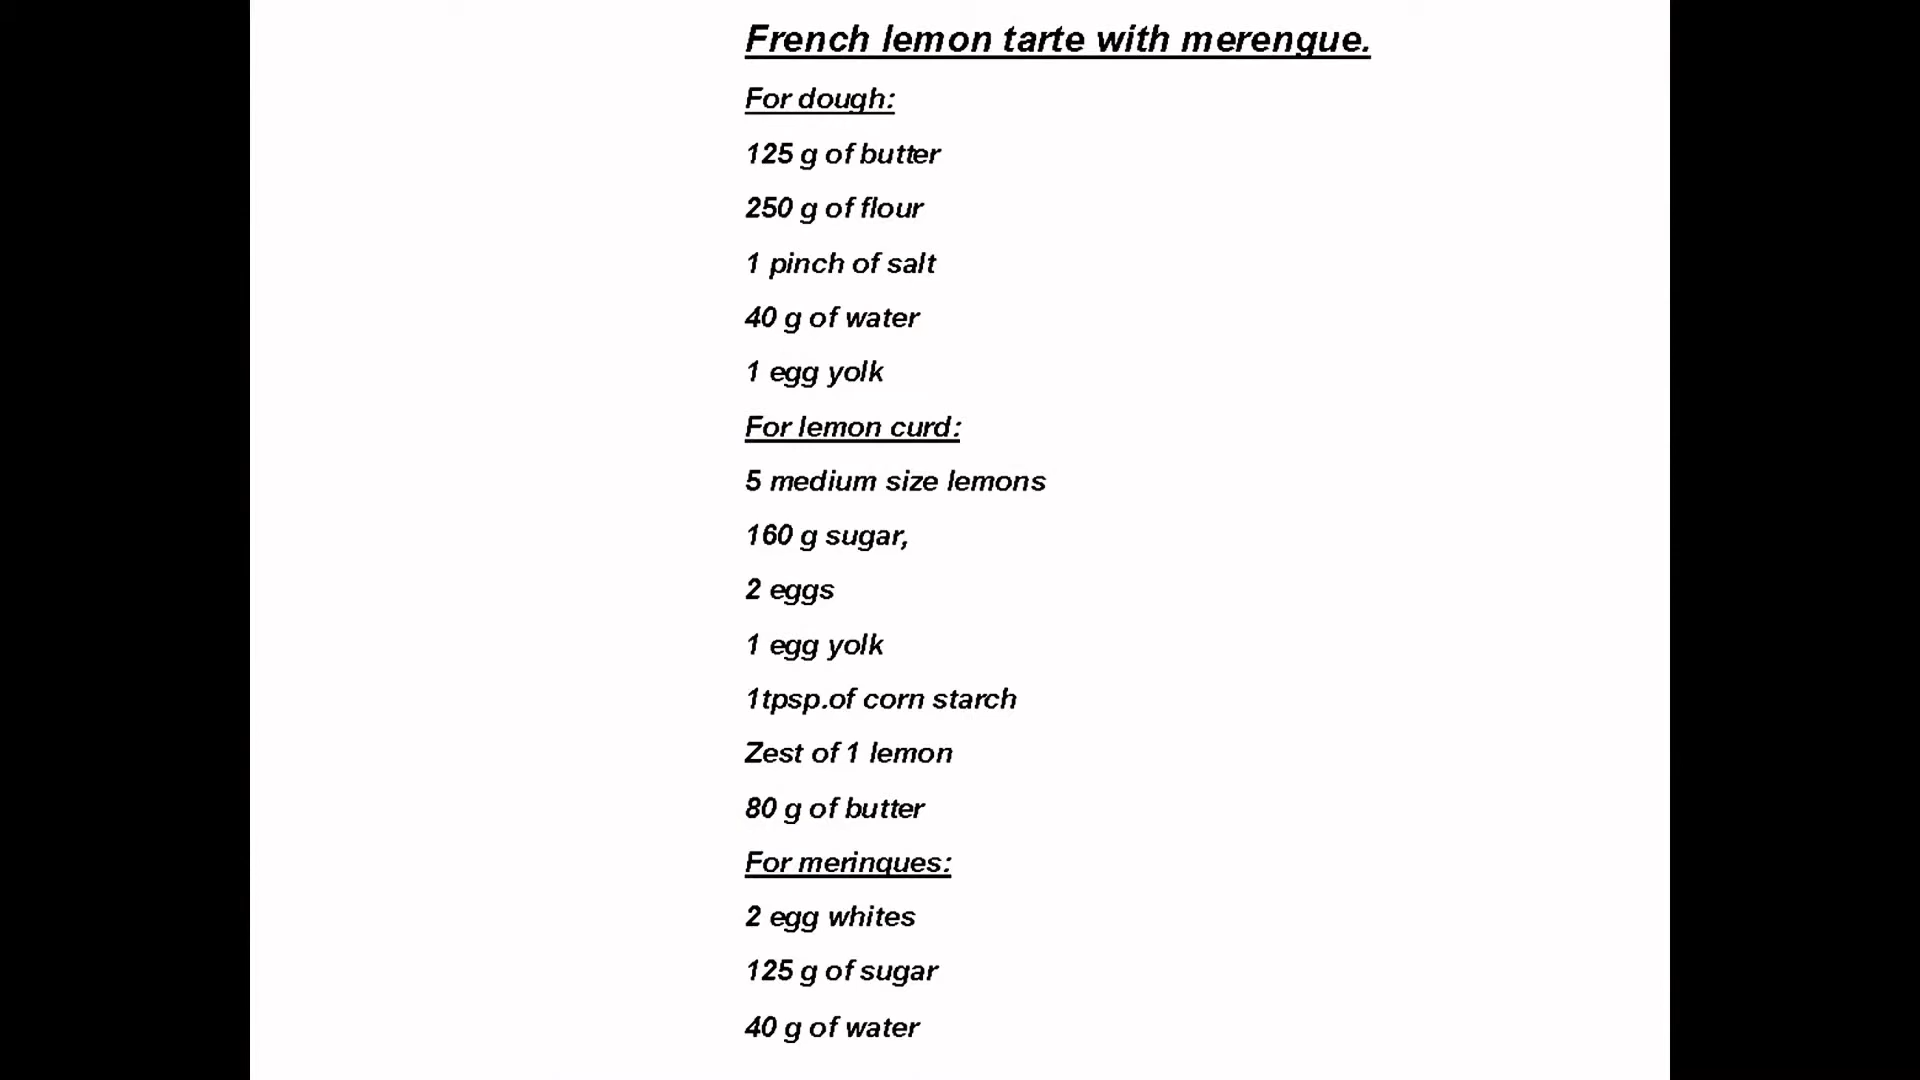 French lemon tarte with merengue.
For dough:
125 g of butter
250 g of flour
1 pinch of salt
40 g of water
1 egg yolk
For lemon curd:
5 medium size lemons
160 g sugar,
2 eggs
1 egg yolk
1tpsp.of corn starch
Zest of 1 lemon
80 g of butter
For meringues:
2 egg whites
125 g of sugar
40 g of water